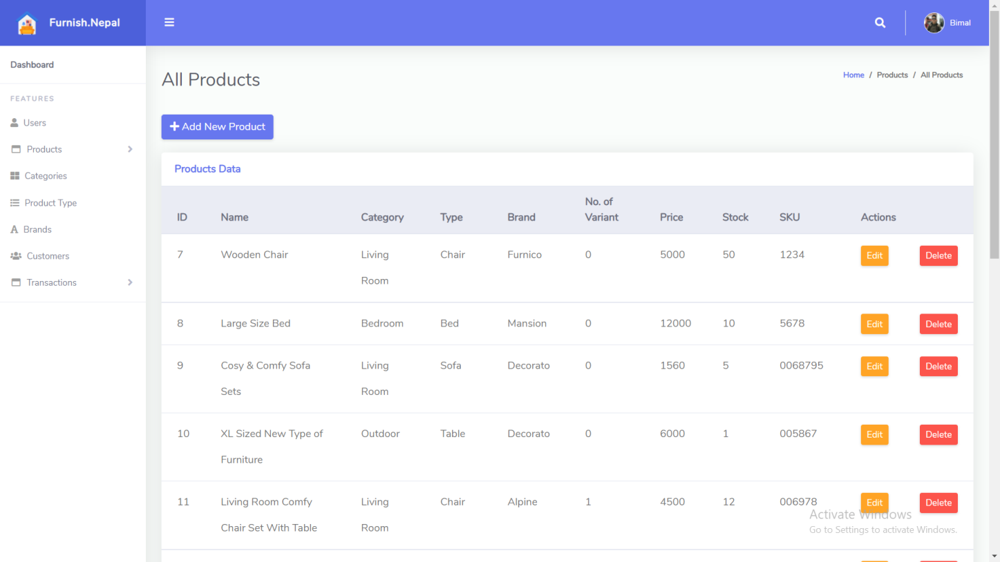 Furnish.Nepal
Bimal
Dashboard
FEATURES
Users
Products
Categories
Product Type
A Brands
Customers
Transactions
All Products
Home / Products / All Products
Add New Product
Products Data
ID Name Category Type Brand No. of Variant Price Stock SKU Actions
7 Wooden Chair Living Room Chair Furnico 0 5000 50 1234 Edit Delete
8 Large Size Bed Bedroom Bed Mansion 0 12000 10 5678 Edit Delete
9 Cosy & Comfy Sofa Sets Living Room Sofa Decorato 0 1560 5 0068795 Edit Delete
10 XL Sized New Type of Furniture Outdoor Table Decorato 0 6000 1 005867 Edit Delete
11 Living Room Comfy Chair Set With Table Living Room Chair Alpine 1 4500 12 006978 Edit Delete
Activate Windows
Go to Settings to activate Windows.